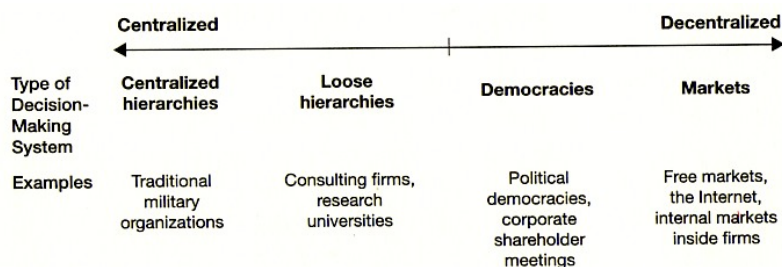 Centralized Decentralized
Type of Decision-Making System
Centralized hierarchies
Loose hierarchies
Democracies
Markets
Examples
Traditional military organizations
Consulting firms, research universities
Political democracies, corporate shareholder meetings
Free markets, the Internet, internal markets inside firms